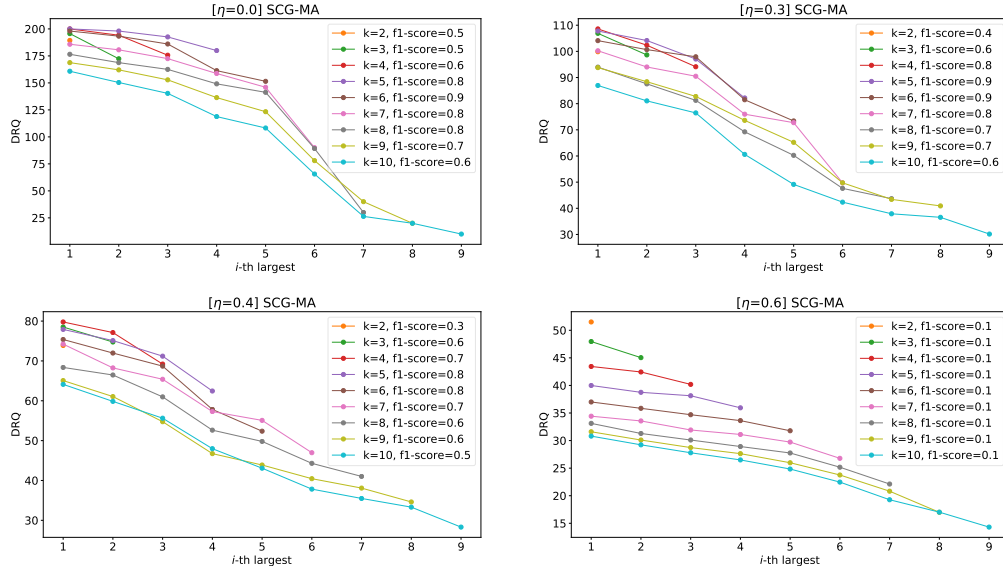 [η=0.0] SCG-MA
DRQ
200
175
150
125
100
75
50
25
k=2, f1-score=0.5
k=3, f1-score=0.5
k=4, f1-score=0.6
k=5, f1-score=0.8
k=6, f1-score=0.9
k=7, f1-score=0.8
k=8, f1-score=0.8
k=9, f1-score=0.7
k=10, f1-score=0.6
1 2 3 4 5 6 7 8 9
i-th largest
[η=0.3] SCG-MA
DRQ
110
100
90
80
70
60
50
40
30
k=2, f1-score=0.4
k=3, f1-score=0.6
k=4, f1-score=0.8
k=5, f1-score=0.9
k=6, f1-score=0.9
k=7, f1-score=0.8
k=8, f1-score=0.7
k=9, f1-score=0.7
k=10, f1-score=0.6
1 2 3 4 5 6 7 8 9
i-th largest
[η=0.4] SCG-MA
DRQ
80
70
60
50
40
30
k=2, f1-score=0.3
k=3, f1-score=0.6
k=4, f1-score=0.7
k=5, f1-score=0.8
k=6, f1-score=0.8
k=7, f1-score=0.7
k=8, f1-score=0.6
k=9, f1-score=0.6
k=10, f1-score=0.5
1 2 3 4 5 6 7 8 9
i-th largest
[η=0.6] SCG-MA
DRQ
50
45
40
35
30
25
20
15
k=2, f1-score=0.1
k=3, f1-score=0.1
k=4, f1-score=0.1
k=5, f1-score=0.1
k=6, f1-score=0.1
k=7, f1-score=0.1
k=8, f1-score=0.1
k=9, f1-score=0.1
k=10, f1-score=0.1
1 2 3 4 5 6 7 8 9
i-th largest